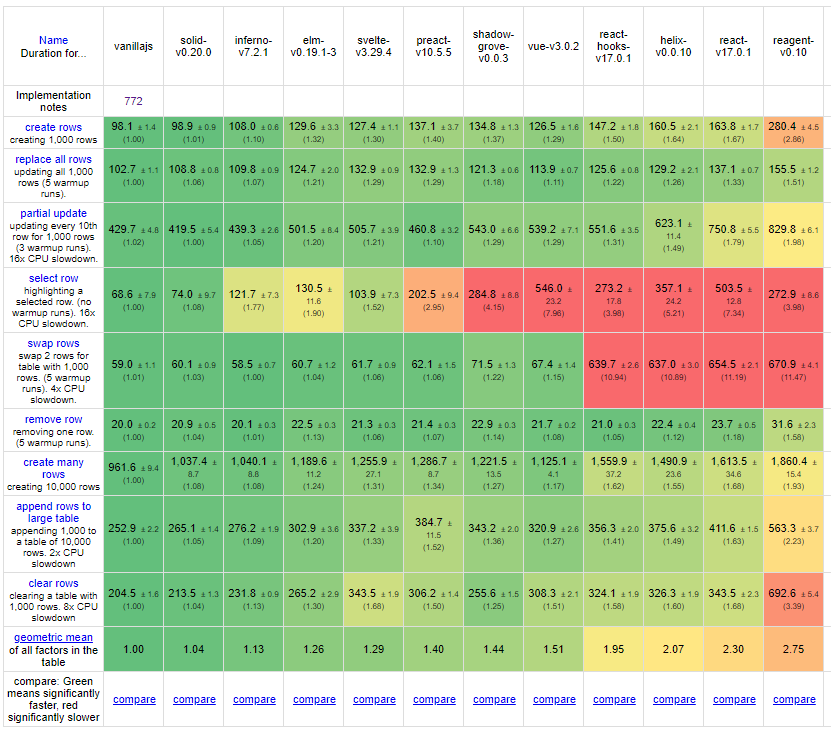 Name
Duration for...
vanillajs
solid-
v0.20.0
inferno-
v7.2.1
elm-
v0.19.1-3
svelte-
v3.29.4
preact-
v10.5.5
shadow-
grove-
v0.0.3
vue-v3.0.2
react-
hooks-
v17.0.1
helix-
v0.0.10
react-
v17.0.1
reagent-
v0.10
Implementation
notes
772
create rows
creating 1,000 rows
98.1 ± 1.4 98.9 ± 0.9 108.0 ± 0.6 129.6 ± 3.3 127.4 ± 1.1 137.1 ± 3.7 134.8 ± 1.3 126.5 ± 1.6 147.2 ± 1.8 160.5 ± 2.1 163.8 ± 1.7 280.4 ± 4.5
(1.00) (1.01) (1.10) (1.32) (1.30) (1.40) (1.37) (1.29) (1.50) (1.64) (1.67) (2.86)
replace all rows
updating all 1,000
rows (5 warmup
runs).
102.7 ± 1.1 108.8 ± 0.8 109.8 ± 0.9 124.7 ± 2.0 132.9 ± 0.9 132.9 ± 1.3 121.3 ± 0.6 113.9 ± 0.7 125.6 ± 0.8 129.2 ± 2.1 137.1 ± 0.7 155.5 ± 1.2
(1.00) (1.06) (1.07) (1.21) (1.29) (1.29) (1.18) (1.11) (1.22) (1.26) (1.33) (1.51)
partial update
updating every 10th
row for 1,000 rows
(3 warmup runs).
16x CPU slowdown.
429.7 ± 4.8 419.5 ± 5.4 439.3 ± 2.6 501.5 ± 6.4 505.7 ± 3.9 460.8 ± 3.2 543.0 ± 6.6 539.2 ± 7.1 551.6 ± 3.5 623.1 ± 11.4 750.8 ± 5.5 829.8 ± 6.1
(1.02) (1.00) (1.05) (1.20) (1.21) (1.10) (1.29) (1.29) (1.31) (1.49) (1.79) (1.98)
select row
highlighting a
selected row. (no
warmup runs). 16x
CPU slowdown.
68.6 ± 7.9 74.0 ± 9.7 121.7 ± 7.3 130.5 ± 11.6 103.9 ± 7.3 202.5 ± 9.4 284.8 ± 8.8 546.0 ± 23.2 273.2 ± 17.8 357.1 ± 24.2 503.5 ± 12.8 272.9 ± 8.6
(1.00) (1.08) (1.77) (1.90) (1.52) (2.95) (4.15) (7.96) (3.98) (5.21) (7.34) (3.98)
swap rows
swap 2 rows for
table with 1,000
rows. (5 warmup
runs). 4x CPU
slowdown.
59.0 ± 1.1 60.1 ± 0.9 58.5 ± 0.7 60.7 ± 1.2 61.7 ± 0.9 62.1 ± 1.5 71.5 ± 1.3 67.4 ± 1.4 639.7 ± 2.6 637.0 ± 3.0 654.5 ± 2.1 670.9 ± 4.1
(1.01) (1.03) (1.00) (1.04) (1.06) (1.06) (1.22) (1.15) (10.94) (10.89) (11.19) (11.47)
remove row
removing one row.
(5 warmup runs).
20.0 ± 0.2 20.9 ± 0.5 20.1 ± 0.3 22.5 ± 0.3 21.3 ± 0.3 21.4 ± 0.3 22.9 ± 0.3 21.7 ± 0.2 21.0 ± 0.3 22.4 ± 0.4 23.7 ± 0.5 31.6 ± 2.3
(1.00) (1.04) (1.01) (1.13) (1.06) (1.07) (1.14) (1.08) (1.05) (1.12) (1.18) (1.58)
create many
rows
creating 10,000 rows
961.6 ± 9.4 1,037.4 ± 8.7 1,040.1 ± 8.8 1,189.6 ± 11.2 1,255.9 ± 27.1 1,286.7 ± 8.7 1,221.5 ± 13.5 1,125.1 ± 4.1 1,559.9 ± 37.2 1,490.9 ± 23.6 1,613.5 ± 34.6 1,860.4 ± 15.4
(1.00) (1.08) (1.08) (1.24) (1.31) (1.34) (1.27) (1.17) (1.62) (1.55) (1.68) (1.93)
append rows to
large table
appending 1,000 to
a table of 10,000
rows. 2x CPU
slowdown
252.9 ± 2.2 265.1 ± 1.4 276.2 ± 1.9 302.9 ± 3.6 337.2 ± 3.9 384.7 ± 11.5 343.2 ± 2.0 320.9 ± 2.6 356.3 ± 2.0 375.6 ± 3.2 411.6 ± 1.5 563.3 ± 3.7
(1.00) (1.05) (1.09) (1.20) (1.33) (1.52) (1.36) (1.27) (1.41) (1.49) (1.63) (2.23)
clear rows
clearing a table with
1,000 rows. 8x CPU
slowdown
204.5 ± 1.6 213.5 ± 1.3 231.8 ± 0.9 265.2 ± 2.9 343.5 ± 1.9 306.2 ± 1.4 255.6 ± 1.5 308.3 ± 2.1 324.1 ± 1.9 326.3 ± 1.9 343.5 ± 2.3 692.6 ± 5.4
(1.00) (1.04) (1.13) (1.30) (1.68) (1.50) (1.25) (1.51) (1.58) (1.60) (1.68) (3.39)
geometric mean
of all factors in the
table
1.00 1.04 1.13 1.26 1.29 1.40 1.44 1.51 1.95 2.07 2.30 2.75
compare: Green
means significantly
faster, red
significantly slower
compare compare compare compare compare compare compare compare compare compare compare compare